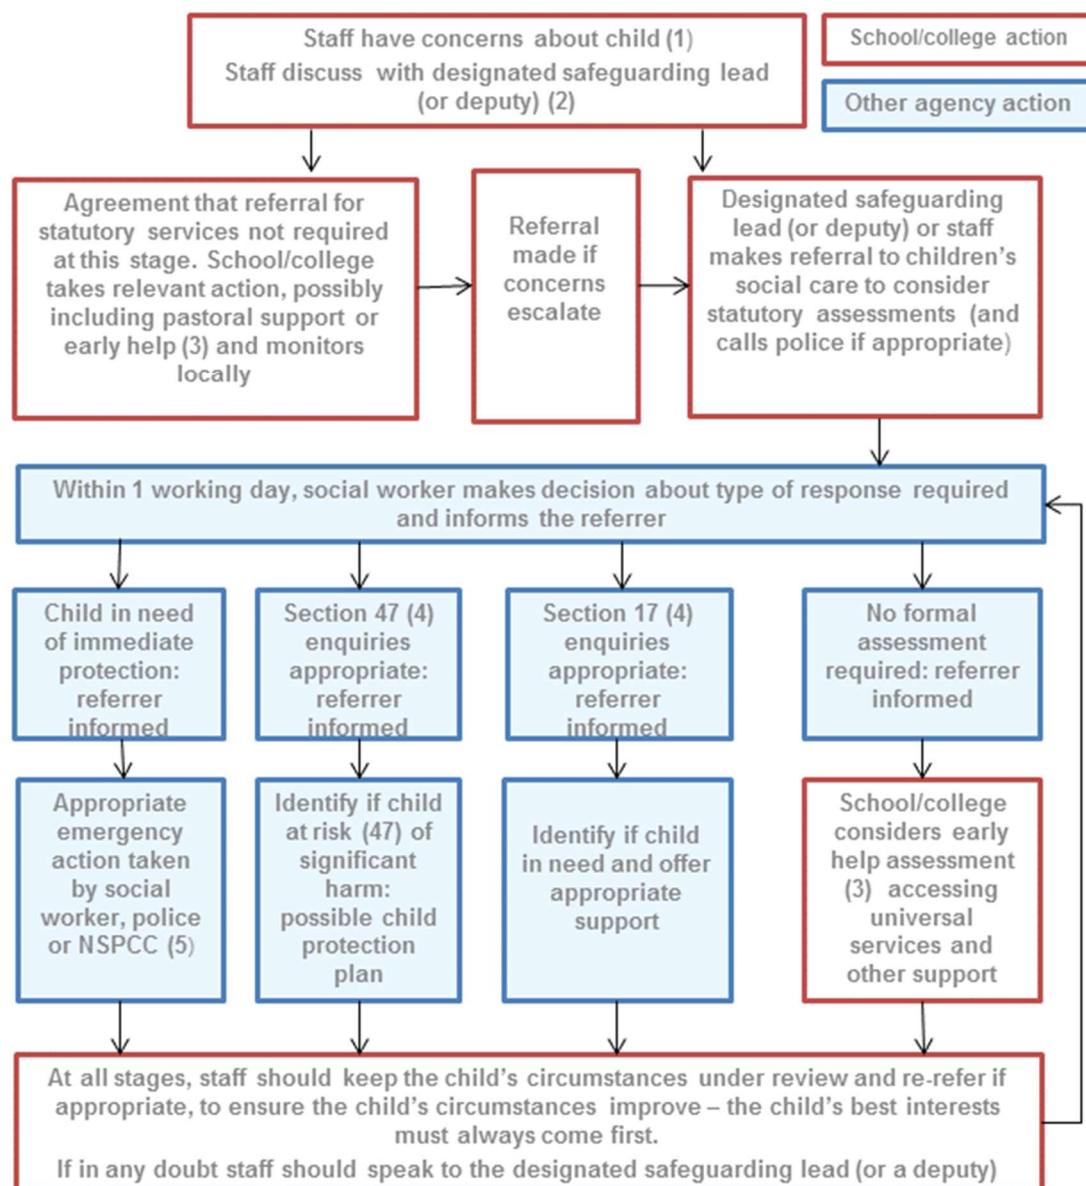 Staff have concerns about child (1)
Staff discuss with designated safeguarding lead
(or deputy) (2)
School/college action
Other agency action
Agreement that referral for
statutory services not required
at this stage. School/college
takes relevant action, possibly
including pastoral support or
early help (3) and monitors
locally
Referral
made if
concerns
escalate
Designated safeguarding
lead (or deputy) or staff
makes referral to children's
social care to consider
statutory assessments (and
calls police if appropriate)
Within 1 working day, social worker makes decision about type of response required
and informs the referrer
Child in need
of immediate
protection:
referrer
informed
Section 47 (4)
enquiries
appropriate:
referrer
informed
Section 17 (4)
enquiries
appropriate:
referrer
informed
No formal
assessment
required: referrer
informed
Appropriate
emergency
action taken
by social
worker, police
or NSPCC (5)
Identify if child
at risk (47) of
significant
harm:
possible child
protection
plan
Identify if child
in need and offer
appropriate
support
School/college
considers early
help assessment
(3) accessing
universal
services and
other support
At all stages, staff should keep the child's circumstances under review and re-refer if
appropriate, to ensure the child's circumstances improve – the child's best interests
must always come first.
If in any doubt staff should speak to the designated safeguarding lead (or a deputy)